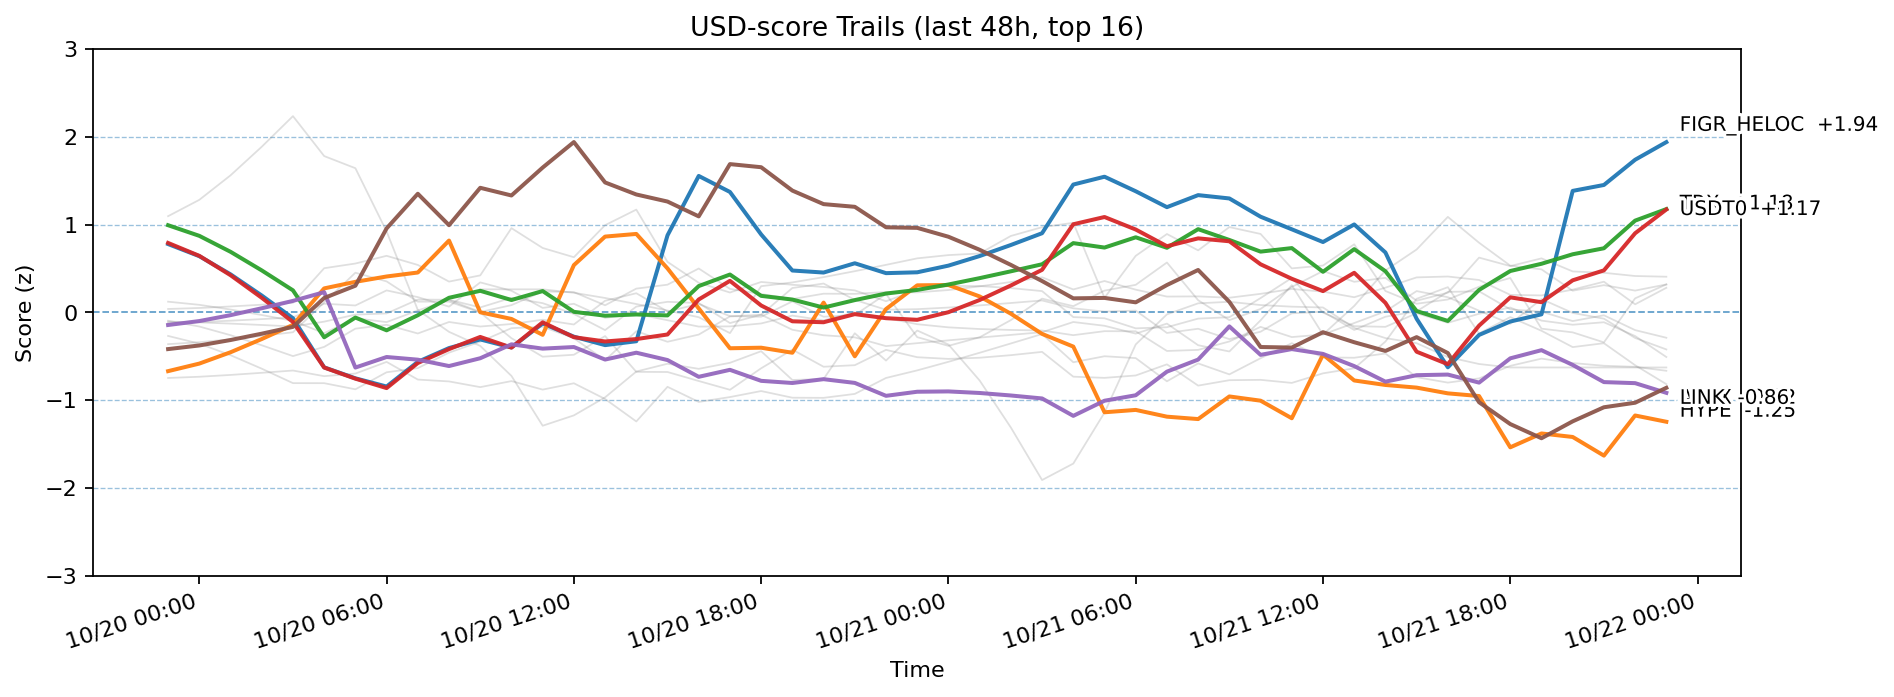 USD-score Trails (last 48h, top 16)
Score (z)
3
2
1
0
−1
−2
−3
FIGR_HELOC +1.94
USDT0 +1.17
LINK -0.86
HYPE -1.25
10/20 00:00
10/20 06:00
10/20 12:00
10/20 18:00
10/21 00:00
10/21 06:00
10/21 12:00
10/21 18:00
10/22 00:00
Time